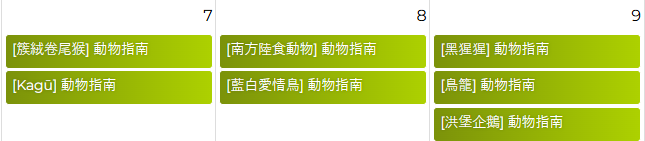 7
8
9
[簇絨卷尾猴] 動物指南
[南方陸食動物] 動物指南
[黑猩猩] 動物指南
[Kagū] 動物指南
[藍白愛情鳥] 動物指南
[烏龍] 動物指南
[洪堡企鵝] 動物指南